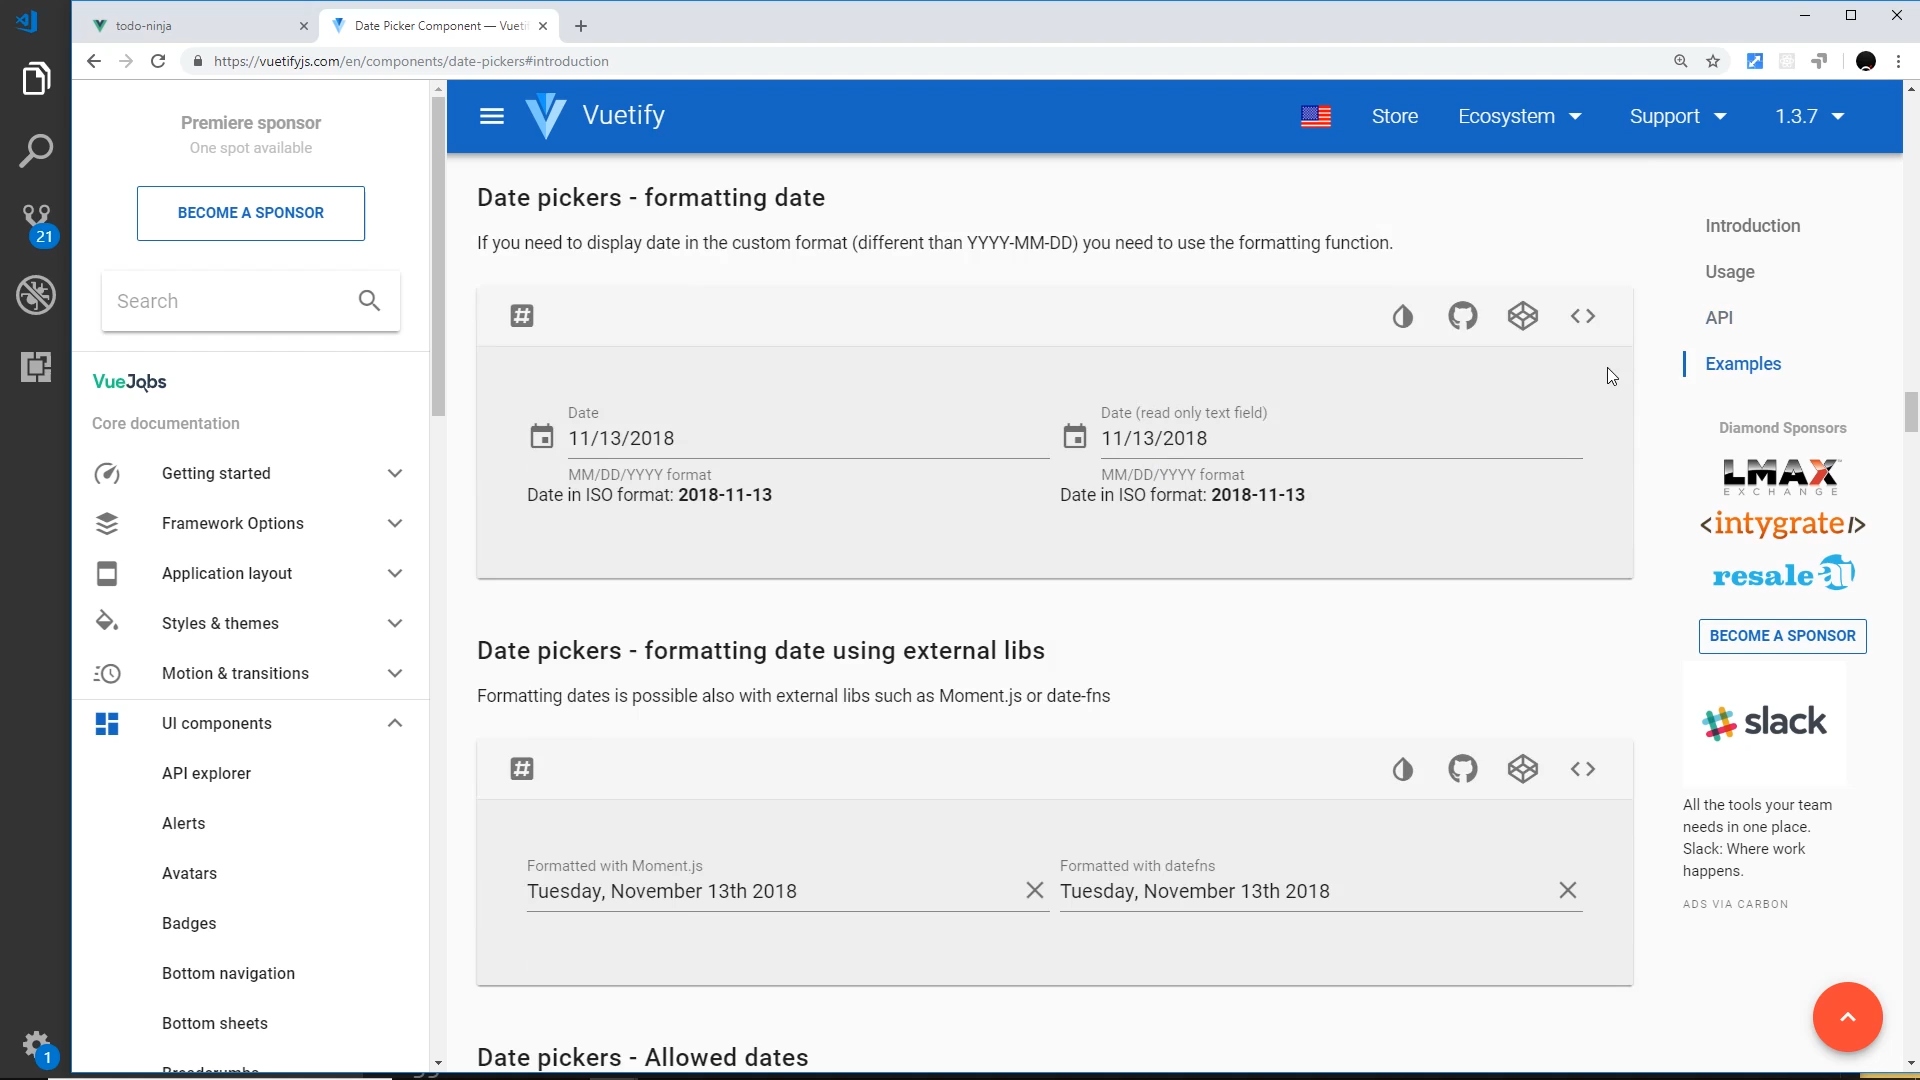 todo-ninja
Date Picker Component — Vueti
https://vuetifyjs.com/en/components/date-pickers#introduction
21
1
Premiere sponsor
One spot available
BECOME A SPONSOR
Search
VueJobs
Core documentation
Getting started
Framework Options
Application layout
Styles & themes
Motion & transitions
UI components
API explorer
Alerts
Avatars
Badges
Bottom navigation
Bottom sheets
Breadcrumbs
Vuetify
Store
Ecosystem
Support
1.3.7
Date pickers - formatting date
If you need to display date in the custom format (different than YYYY-MM-DD) you need to use the formatting function.
Date
11/13/2018
MM/DD/YYYY format
Date in ISO format: 2018-11-13
Date (read only text field)
11/13/2018
MM/DD/YYYY format
Date in ISO format: 2018-11-13
Date pickers - formatting date using external libs
Formatting dates is possible also with external libs such as Moment.js or date-fns
Formatted with Moment.js
Tuesday, November 13th 2018
Formatted with datefns
Tuesday, November 13th 2018
Date pickers - Allowed dates
Introduction
Usage
API
Examples
Diamond Sponsors
LMAX
EXCHANGE
<intygrate/>
resale ai
BECOME A SPONSOR
slack
All the tools your team
needs in one place.
Slack: Where work
happens.
ADS VIA CARBON